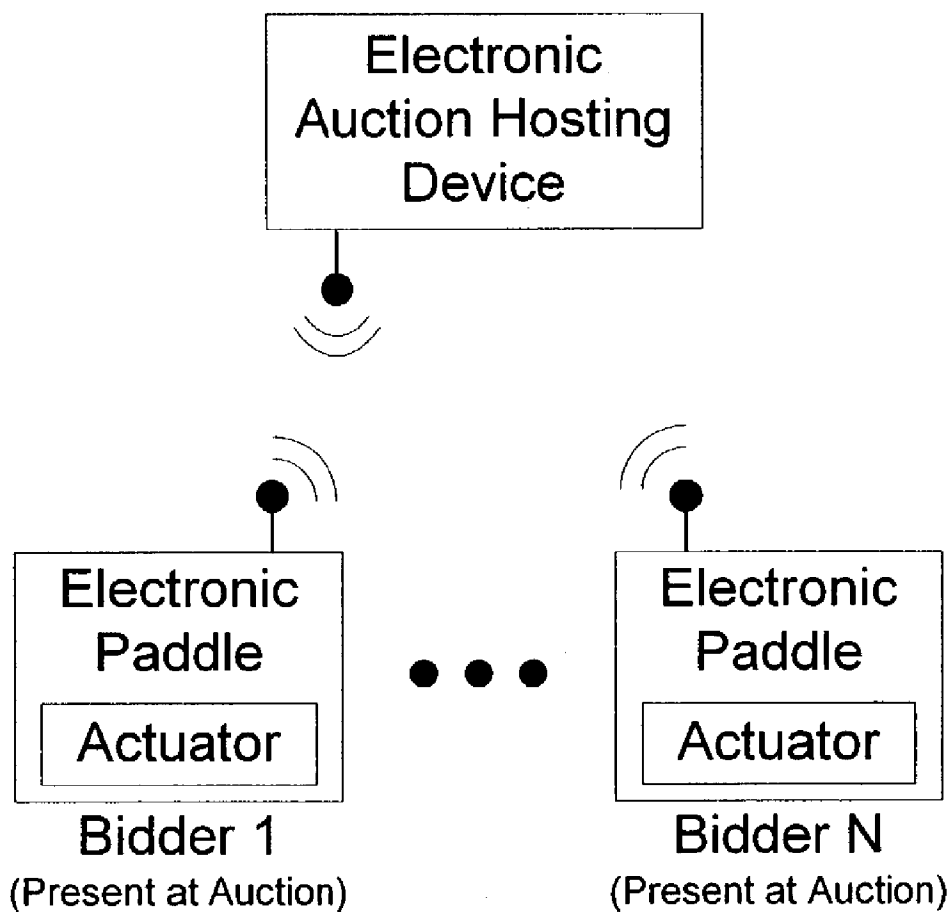 Electronic
Auction Hosting
Device
Electronic
Paddle
Actuator
Bidder 1
(Present at Auction)
Electronic
Paddle
Actuator
Bidder N
(Present at Auction)